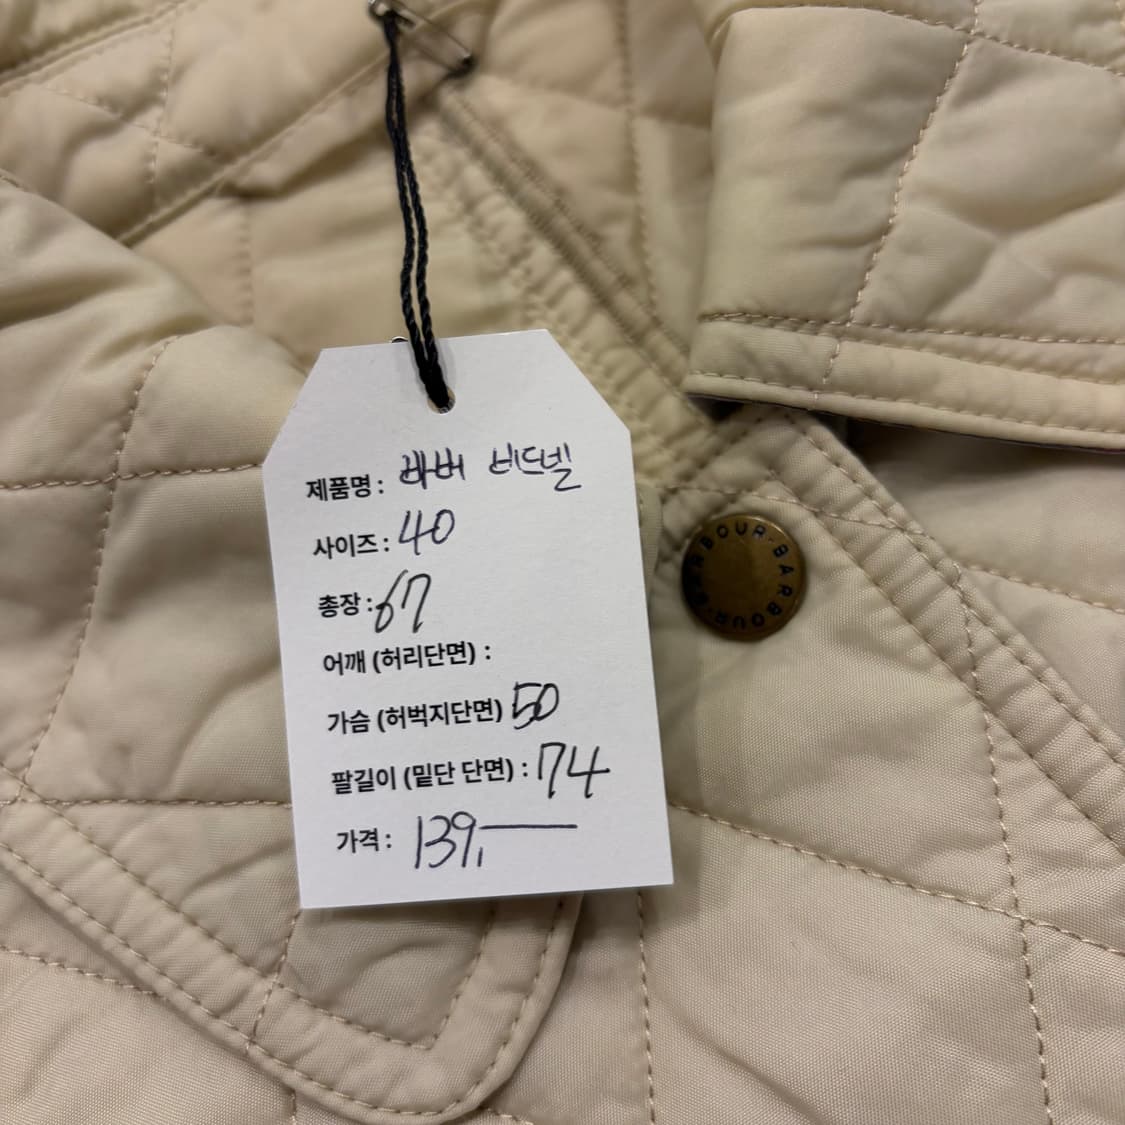 제품명 : 바버 비드넬
사이즈 : 40
총장 : 67
어깨 (허리단면) :
가슴 (허벅지단면) 50
팔길이 (밑단 단면) : 74
가격 : 139,—
BARBOUR-BARBOUR-